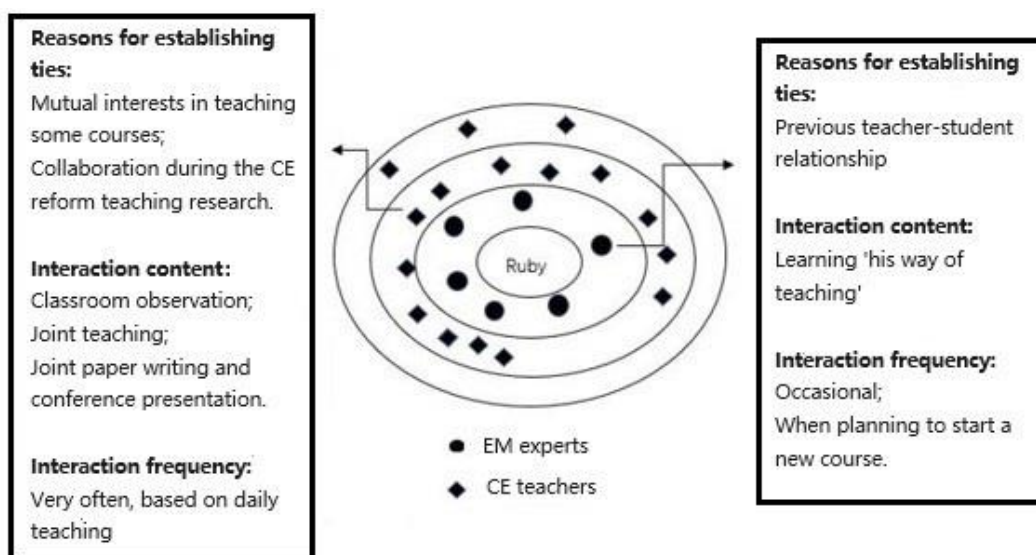 Reasons for establishing
ties:
Mutual interests in teaching
some courses;
Collaboration during the CE
reform teaching research.
Interaction content:
Classroom observation;
Joint teaching;
Joint paper writing and
conference presentation.
Interaction frequency:
Very often, based on daily
teaching
Ruby
EM experts
CE teachers
Reasons for establishing
ties:
Previous teacher-student
relationship
Interaction content:
Learning 'his way of
teaching'
Interaction frequency:
Occasional;
When planning to start a
new course.